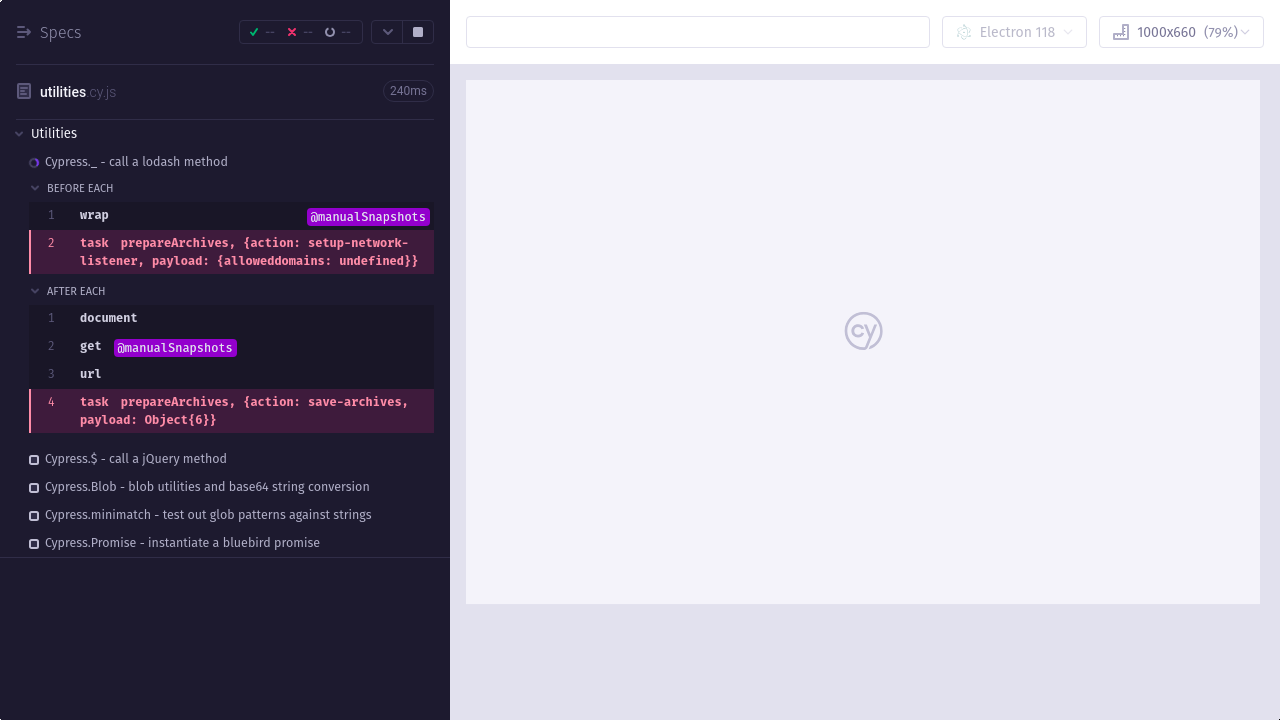 Specs
--
--
--
Electron 118
1000x660 (79%)
utilities.cy.js
240ms
Utilities
Cypress._ - call a lodash method
BEFORE EACH
1 wrap @manualSnapshots
2 task prepareArchives, {action: setup-network-
listener, payload: {alloweddomains: undefined}}
AFTER EACH
1 document
2 get @manualSnapshots
3 url
4 task prepareArchives, {action: save-archives,
payload: Object{6}}
cy
Cypress.$ - call a jQuery method
Cypress.Blob - blob utilities and base64 string conversion
Cypress.minimatch - test out glob patterns against strings
Cypress.Promise - instantiate a bluebird promise